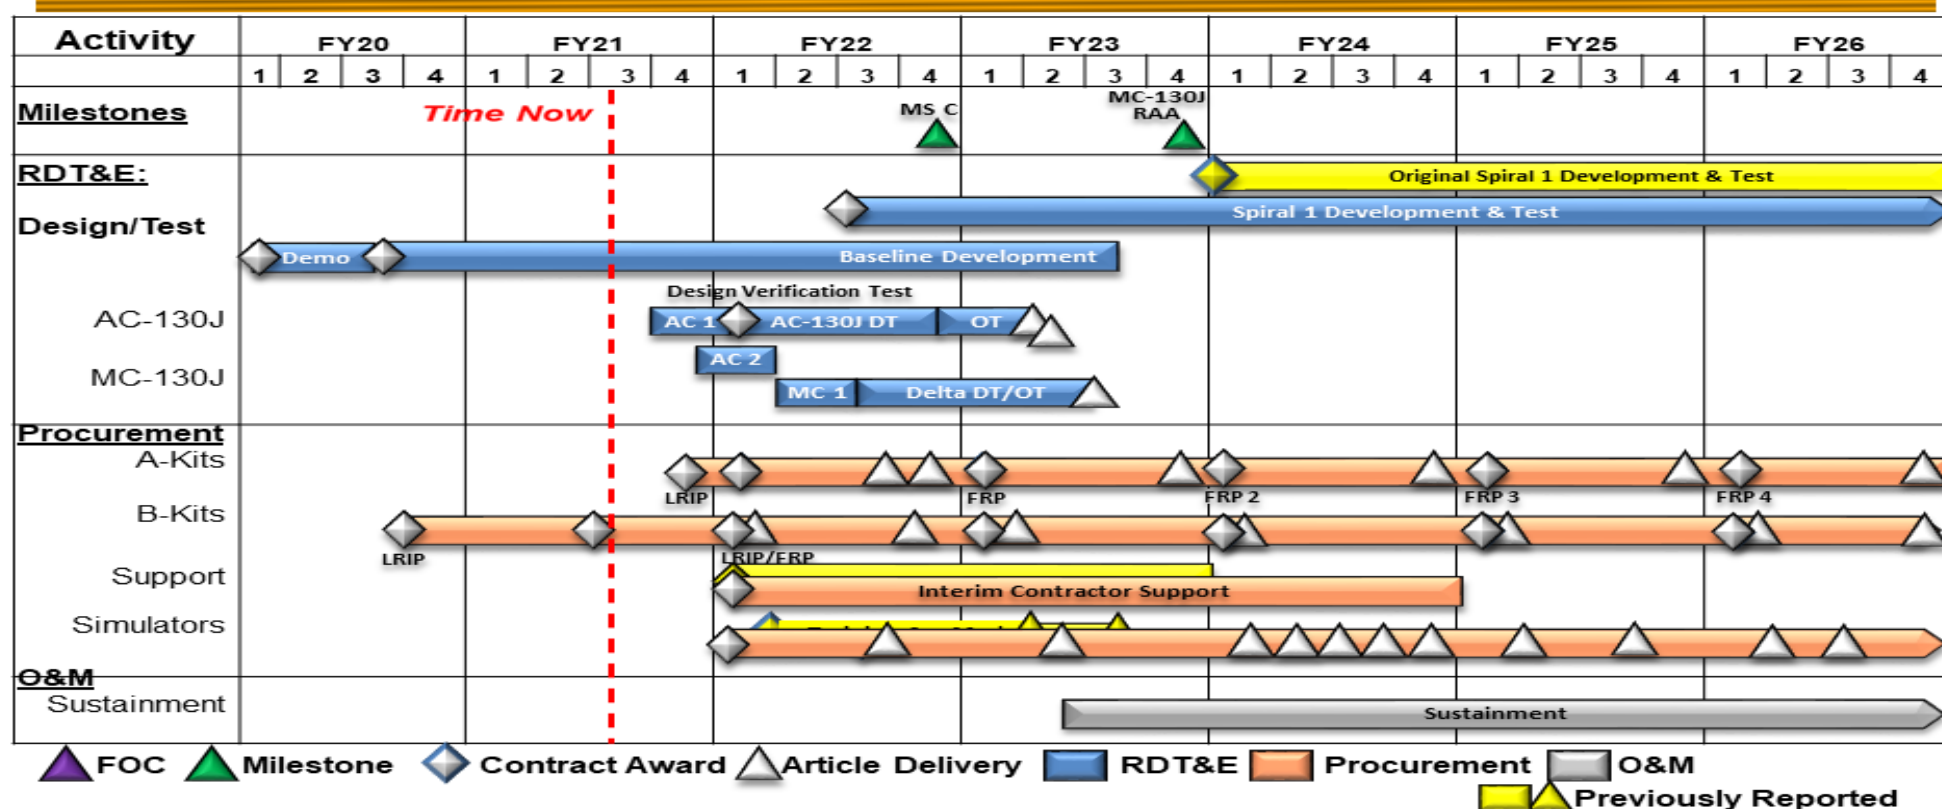 Activity FY20 FY21 FY22 FY23 FY24 FY25 FY26
1 2 3 4 1 2 3 4 1 2 3 4 1 2 3 4 1 2 3 4 1 2 3 4 1 2 3 4
Milestones
Time Now
MS C
MC-130J
RAA
RDT&E:
Original Spiral 1 Development & Test
Design/Test
Spiral 1 Development & Test
Demo
Baseline Development
Design Verification Test
AC-130J
AC 1
AC-130J DT
OT
AC 2
MC-130J
MC 1
Delta DT/OT
Procurement
A-Kits
LRIP
FRP
FRP 2
FRP 3
FRP 4
B-Kits
LRIP
LRIP/FRP
Support
Interim Contractor Support
Simulators
O&M
Sustainment
Sustainment
FOC
Milestone
Contract Award
Article Delivery
RDT&E
Procurement
O&M
Previously Reported